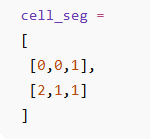 cell_seg =
[
[0,0,1],
[2,1,1]
]